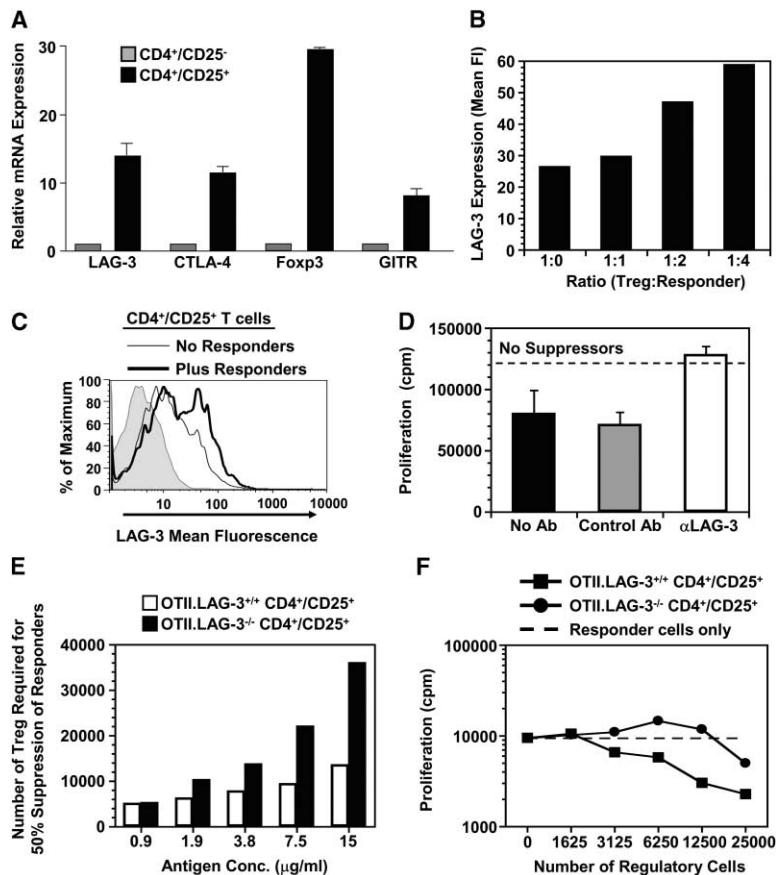 A
Relative mRNA Expression
30
20
10
0
CD4⁺/CD25⁻
CD4⁺/CD25⁺
LAG-3 CTLA-4 Foxp3 GITR
B
LAG-3 Expression (Mean FI)
60
50
40
30
20
10
0
1:0 1:1 1:2 1:4
Ratio (Treg:Responder)
C
CD4⁺/CD25⁺ T cells
No Responders
Plus Responders
% of Maximum
100
80
60
40
20
0
10 100 1000 10000
LAG-3 Mean Fluorescence
D
Proliferation (cpm)
150000
100000
50000
0
No Suppressors
No Ab Control Ab αLAG-3
E
OTII.LAG-3⁺/⁺ CD4⁺/CD25⁺
OTII.LAG-3⁻/⁻ CD4⁺/CD25⁺
Number of Treg Required for
50% Suppression of Responders
40000
30000
20000
10000
0
0.9 1.9 3.8 7.5 15
Antigen Conc. (μg/ml)
F
OTII.LAG-3⁺/⁺ CD4⁺/CD25⁺
OTII.LAG-3⁻/⁻ CD4⁺/CD25⁺
Responder cells only
Proliferation (cpm)
100000
10000
1000
0 1625 3125 6250 12500 25000
Number of Regulatory Cells